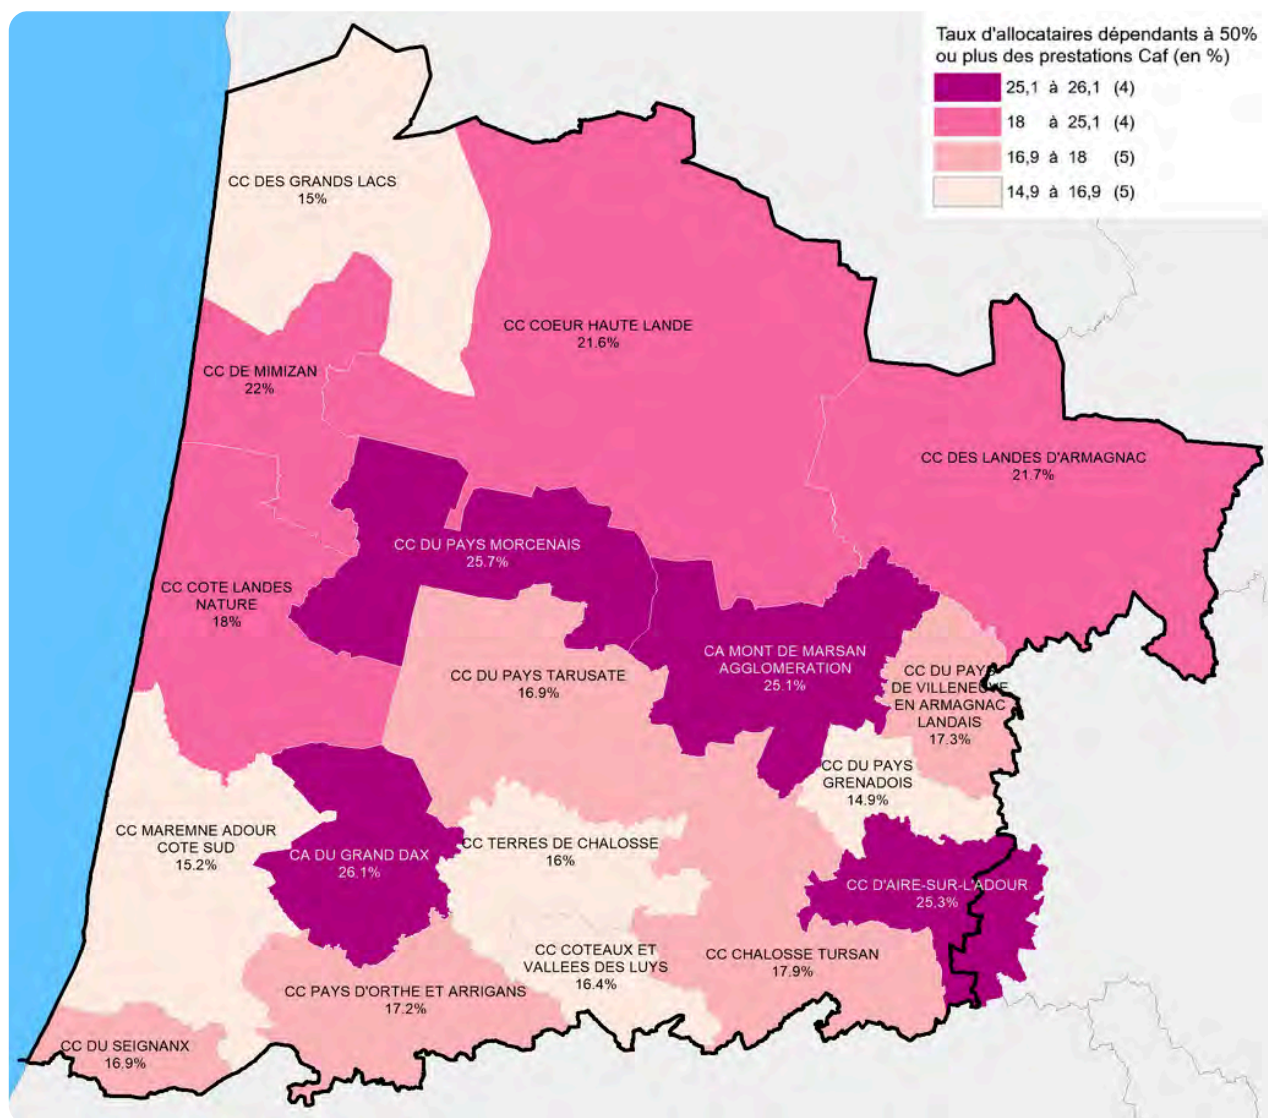 Taux d'allocataires dépendants à 50%
ou plus des prestations Caf (en %)
25,1 à 26,1 (4)
18 à 25,1 (4)
16,9 à 18 (5)
14,9 à 16,9 (5)
CC DES GRANDS LACS
15%
CC COEUR HAUTE LANDE
21.6%
CC DE MIMIZAN
22%
CC DES LANDES D'ARMAGNAC
21.7%
CC DU PAYS MORCENAIS
25.7%
CC COTE LANDES
NATURE
18%
CA MONT DE MARSAN
AGGLOMERATION
25.1%
CC DU PAYS TARUSATE
16.9%
CC DU PAYS
DE VILLENEUVE
EN ARMAGNAC
LANDAIS
17.3%
CC DU PAYS
GRENADOIS
14.9%
CC MAREMNE ADOUR
COTE SUD
15.2%
CA DU GRAND DAX
26.1%
CC TERRES DE CHALOSSE
16%
CC D'AIRE-SUR-L'ADOUR
25,3%
CC COTEAUX ET
VALLEES DES LUYS
16.4%
CC CHALOSSE TURSAN
17.9%
CC PAYS D'ORTHE ET ARRIGANS
17.2%
CC DU SEIGNANX
16.9%